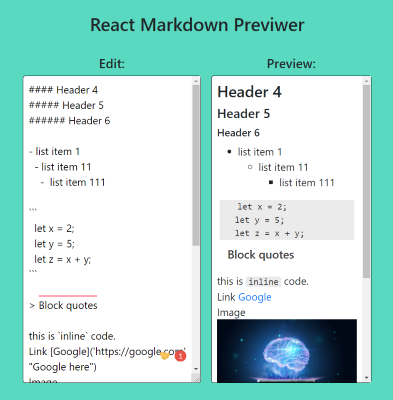 React Markdown Previwer
Edit:
#### Header 4
##### Header 5
###### Header 6
- list item 1
- list item 11
- list item 111
```
let x = 2;
let y = 5;
let z = x + y;
```
> Block quotes
this is `inline` code.
Link [Google]('https://google.com'
"Google here")
Image
1
Preview:
Header 4
Header 5
Header 6
list item 1
list item 11
list item 111
let x = 2;
let y = 5;
let z = x + y;
Block quotes
this is inline code.
Link Google
Image